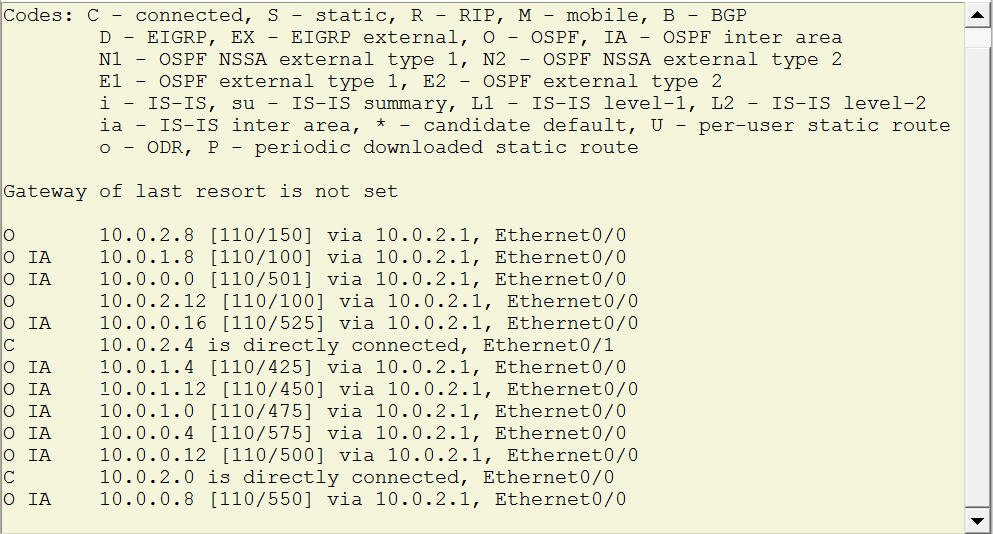 Codes: C - connected, S - static, R - RIP, M - mobile, B - BGP
        D - EIGRP, EX - EIGRP external, O - OSPF, IA - OSPF inter area
        N1 - OSPF NSSA external type 1, N2 - OSPF NSSA external type 2
        E1 - OSPF external type 1, E2 - OSPF external type 2
        i - IS-IS, su - IS-IS summary, L1 - IS-IS level-1, L2 - IS-IS level-2
        ia - IS-IS inter area, * - candidate default, U - per-user static route
        o - ODR, P - periodic downloaded static route

Gateway of last resort is not set

O       10.0.2.8 [110/150] via 10.0.2.1, Ethernet0/0
O IA    10.0.1.8 [110/100] via 10.0.2.1, Ethernet0/0
O IA    10.0.0.0 [110/501] via 10.0.2.1, Ethernet0/0
O       10.0.2.12 [110/100] via 10.0.2.1, Ethernet0/0
O IA    10.0.0.16 [110/525] via 10.0.2.1, Ethernet0/0
C       10.0.2.4 is directly connected, Ethernet0/1
O IA    10.0.1.4 [110/425] via 10.0.2.1, Ethernet0/0
O IA    10.0.1.12 [110/450] via 10.0.2.1, Ethernet0/0
O IA    10.0.1.0 [110/475] via 10.0.2.1, Ethernet0/0
O IA    10.0.0.4 [110/575] via 10.0.2.1, Ethernet0/0
O IA    10.0.0.12 [110/500] via 10.0.2.1, Ethernet0/0
C       10.0.2.0 is directly connected, Ethernet0/0
O IA    10.0.0.8 [110/550] via 10.0.2.1, Ethernet0/0